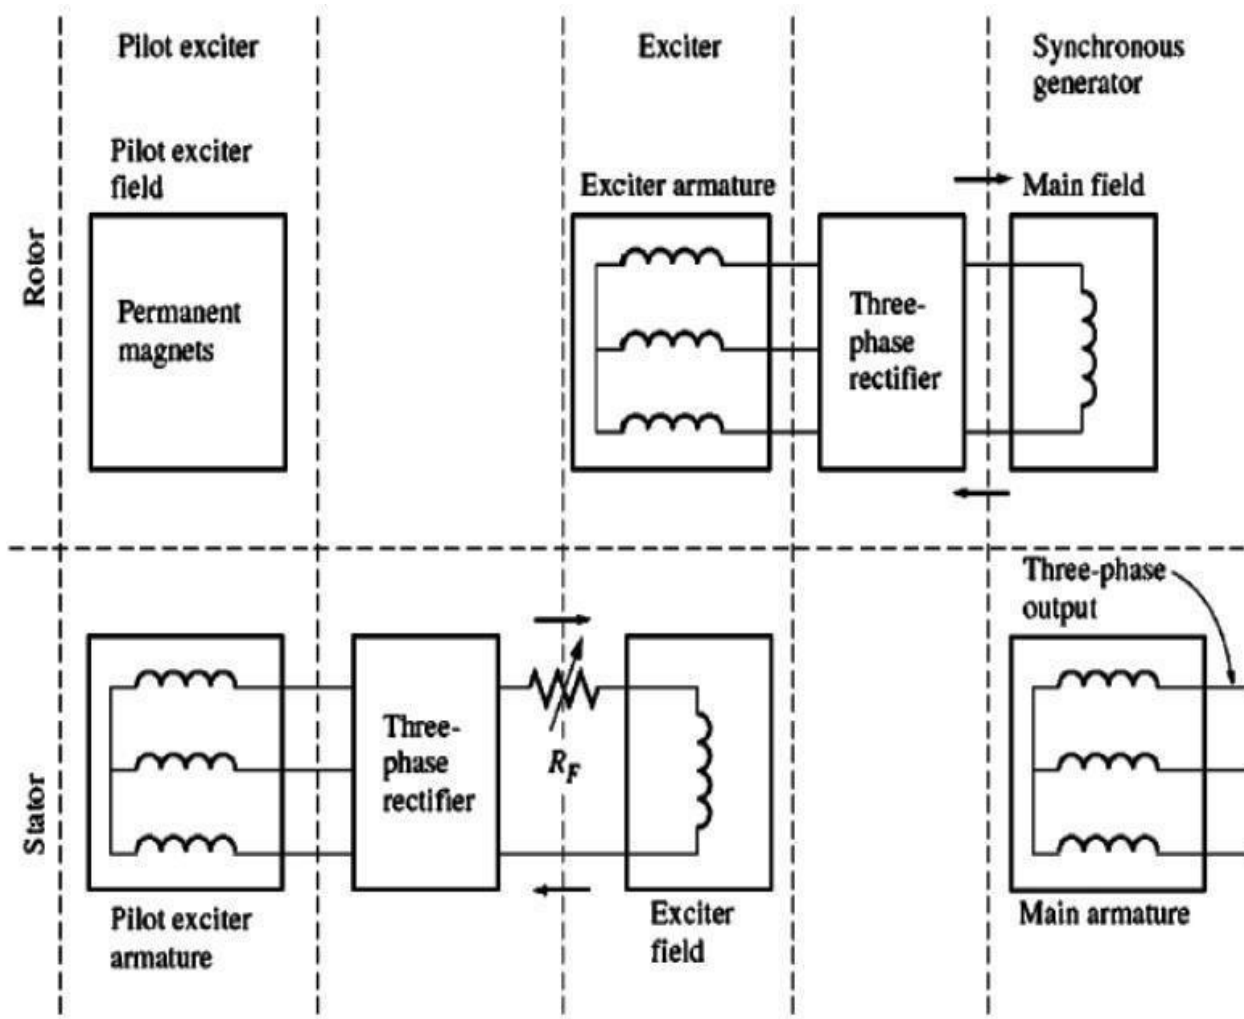 Pilot exciter
Exciter
Synchronous
generator
Pilot exciter
field
Exciter armature
Main field
Rotor
Permanent
magnets
Three-
phase
rectifier
Three-phase
output
Stator
Three-
phase
rectifier
R_F
Pilot exciter
armature
Exciter
field
Main armature